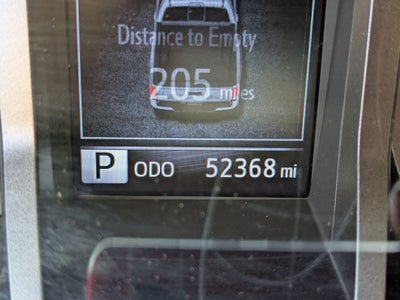 Distance to Empty
205 miles
P ODO 52368 mi